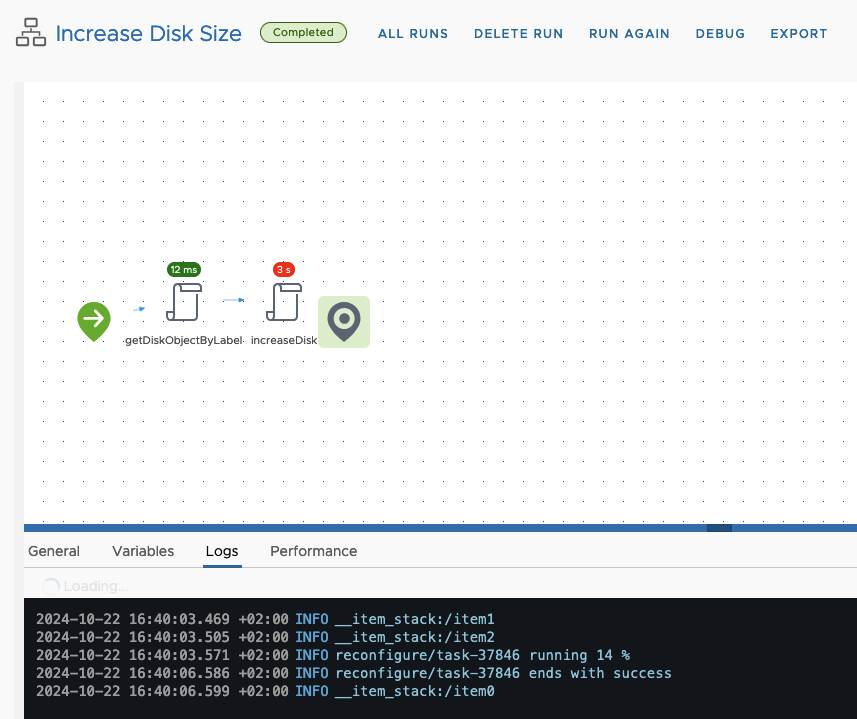 Increase Disk Size Completed ALL RUNS DELETE RUN RUN AGAIN DEBUG EXPORT
12 ms 3 s
getDiskObjectByLabel increaseDisk
General Variables Logs Performance
Loading...
2024-10-22 16:40:03.469 +02:00 INFO __item_stack:/item1
2024-10-22 16:40:03.505 +02:00 INFO __item_stack:/item2
2024-10-22 16:40:03.571 +02:00 INFO reconfigure/task-37846 running 14 %
2024-10-22 16:40:06.586 +02:00 INFO reconfigure/task-37846 ends with success
2024-10-22 16:40:06.599 +02:00 INFO __item_stack:/item0